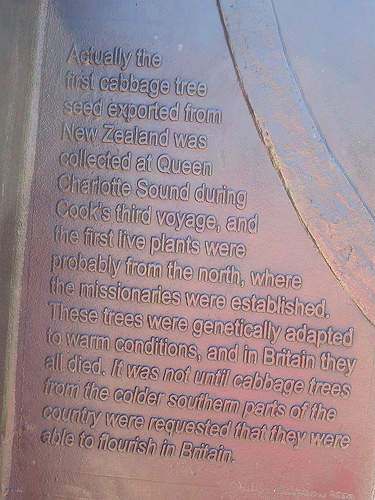 Actually the
first cabbage tree
seed exported from
New Zealand was
collected at Queen
Charlotte Sound during
Cook's third voyage, and
the first live plants were
probably from the north, where
the missionaries were established.
These trees were genetically adapted
to warm conditions, and in Britain they
all died. It was not until cabbage trees
from the colder southern parts of the
country were requested that they were
able to flourish in Britain.